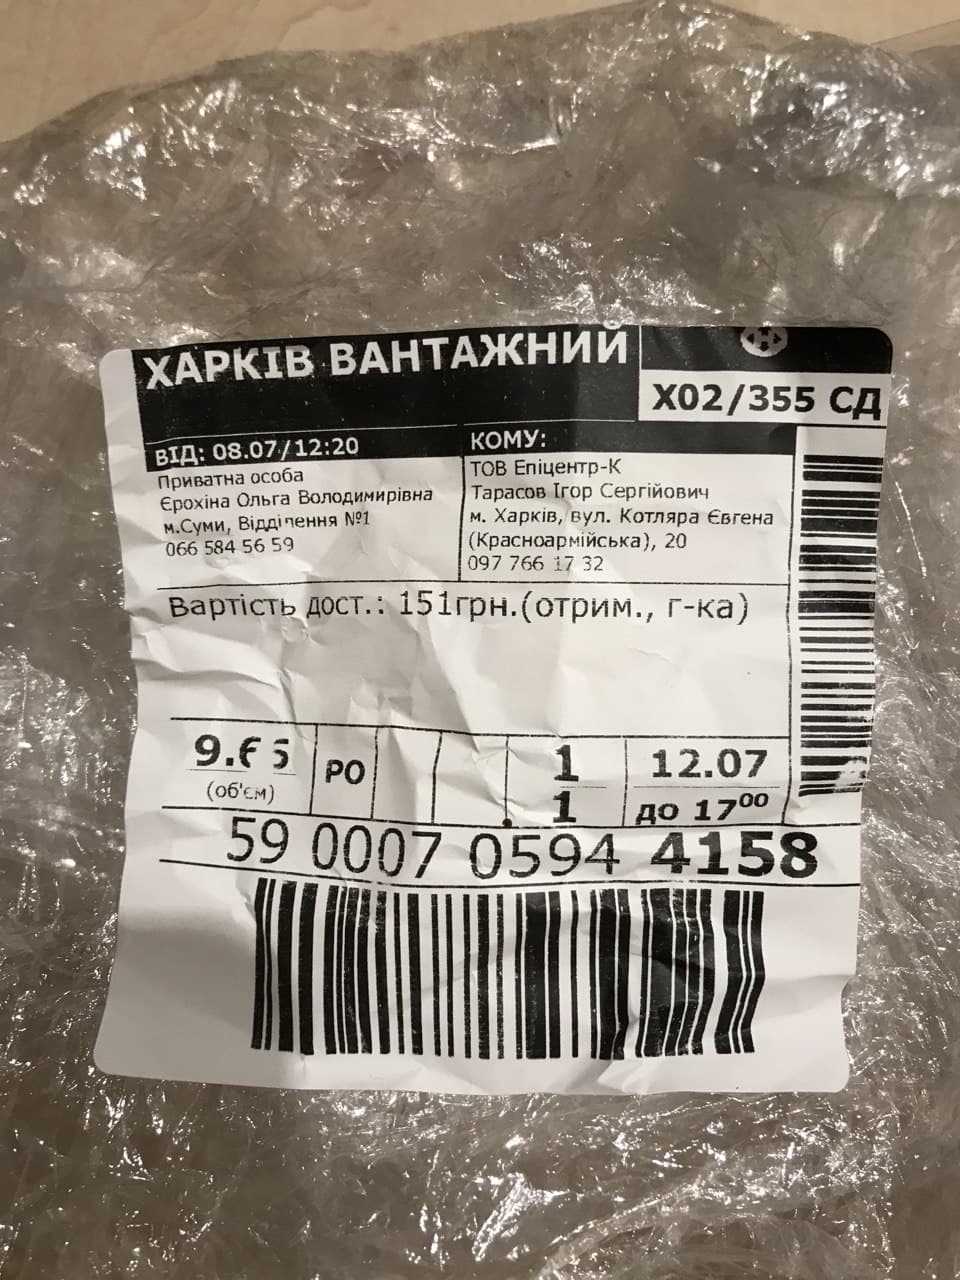 ХАРКІВ ВАНТАЖНИЙ
Х02/355 СД
ВІД: 08.07/12:20
Приватна особа
Єрохіна Ольга Володимирівна
м.Суми, Відділення №1
066 584 56 59
КОМУ:
ТОВ Епіцентр-К
Тарасов Ігор Сергійович
м. Харків, вул. Котляра Євгена
(Красноармійська), 20
097 766 17 32
Вартість дост.: 151грн.(отрим., г-ка)
(об'єм)
РО
1
1
12.07
до 17⁰⁰
59 0007 0594 4158